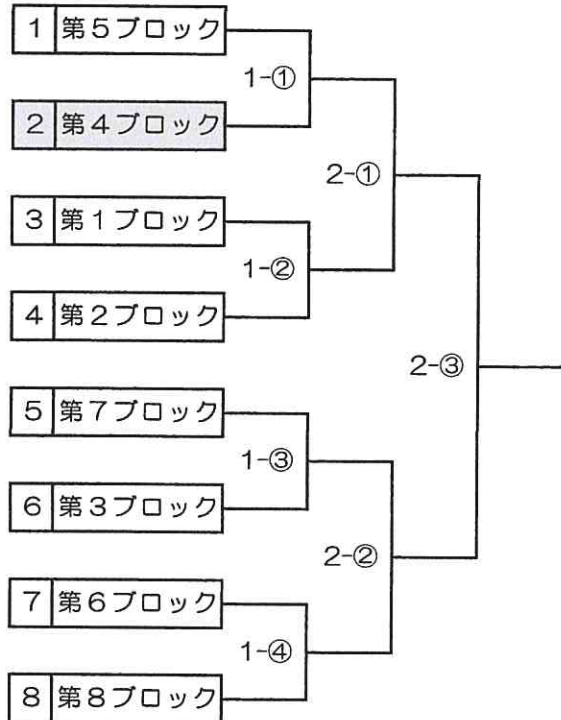 1 第5ブロック
1-①
2 第4ブロック
2-①
3 第1ブロック
1-②
4 第2ブロック
2-③
5 第7ブロック
1-③
6 第3ブロック
2-②
7 第6ブロック
1-④
8 第8ブロック